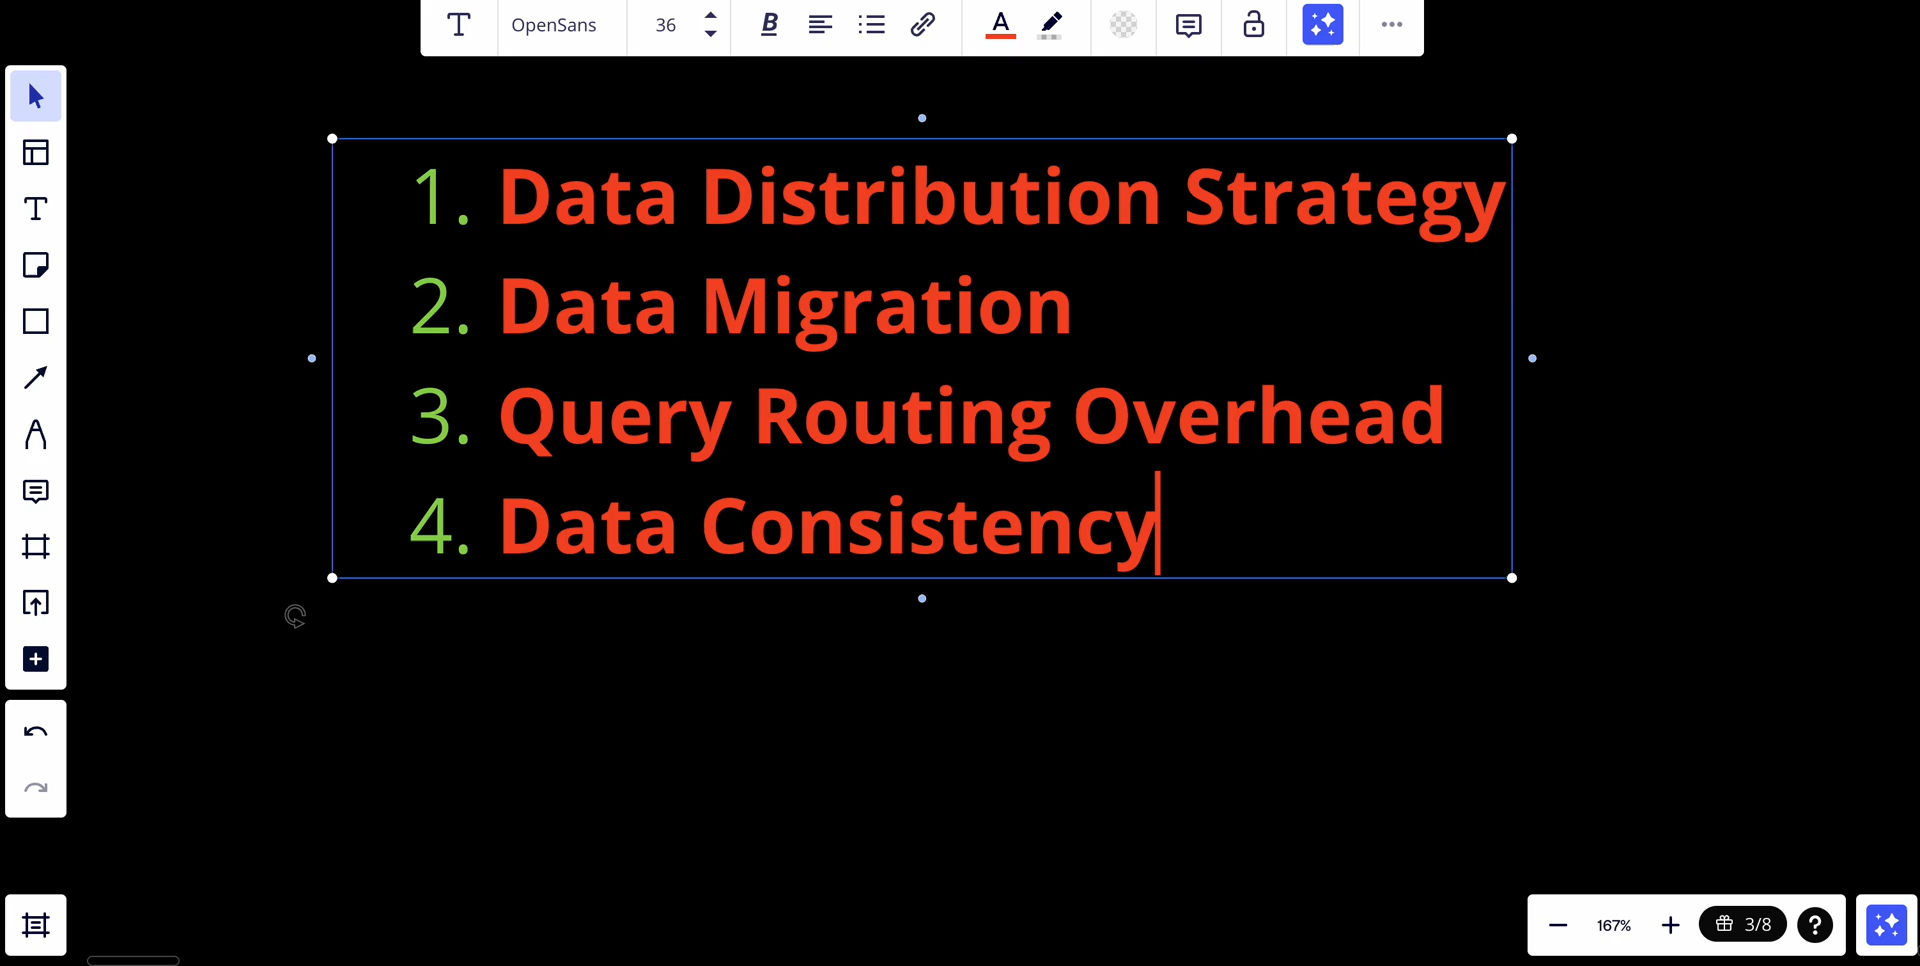 OpenSans 36 B A
1. Data Distribution Strategy
2. Data Migration
3. Query Routing Overhead
4. Data Consistency
167% 3/8 ?